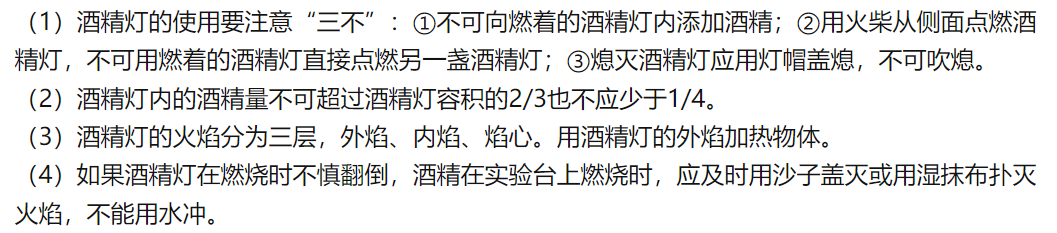 （1）酒精灯的使用要注意“三不”：①不可向燃着的酒精灯内添加酒精；②用火柴从侧面点燃酒
精灯，不可用燃着的酒精灯直接点燃另一盏酒精灯；③熄灭酒精灯应用灯帽盖熄，不可吹熄。
（2）酒精灯内的酒精量不可超过酒精灯容积的2/3也不应少于1/4。
（3）酒精灯的火焰分为三层，外焰、内焰、焰心。用酒精灯的外焰加热物体。
（4）如果酒精灯在燃烧时不慎翻倒，酒精在实验台上燃烧时，应及时用沙子盖灭或用湿抹布扑灭
火焰，不能用水冲。